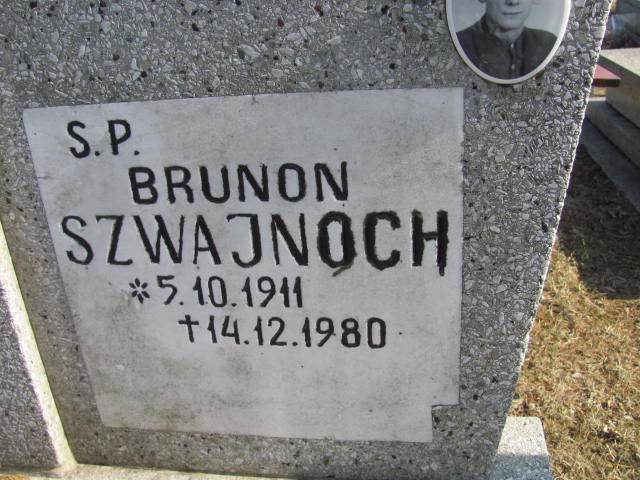 S.P.
BRUNON
SZWAJNOCH
* 5.10.1911
✝14.12.1980